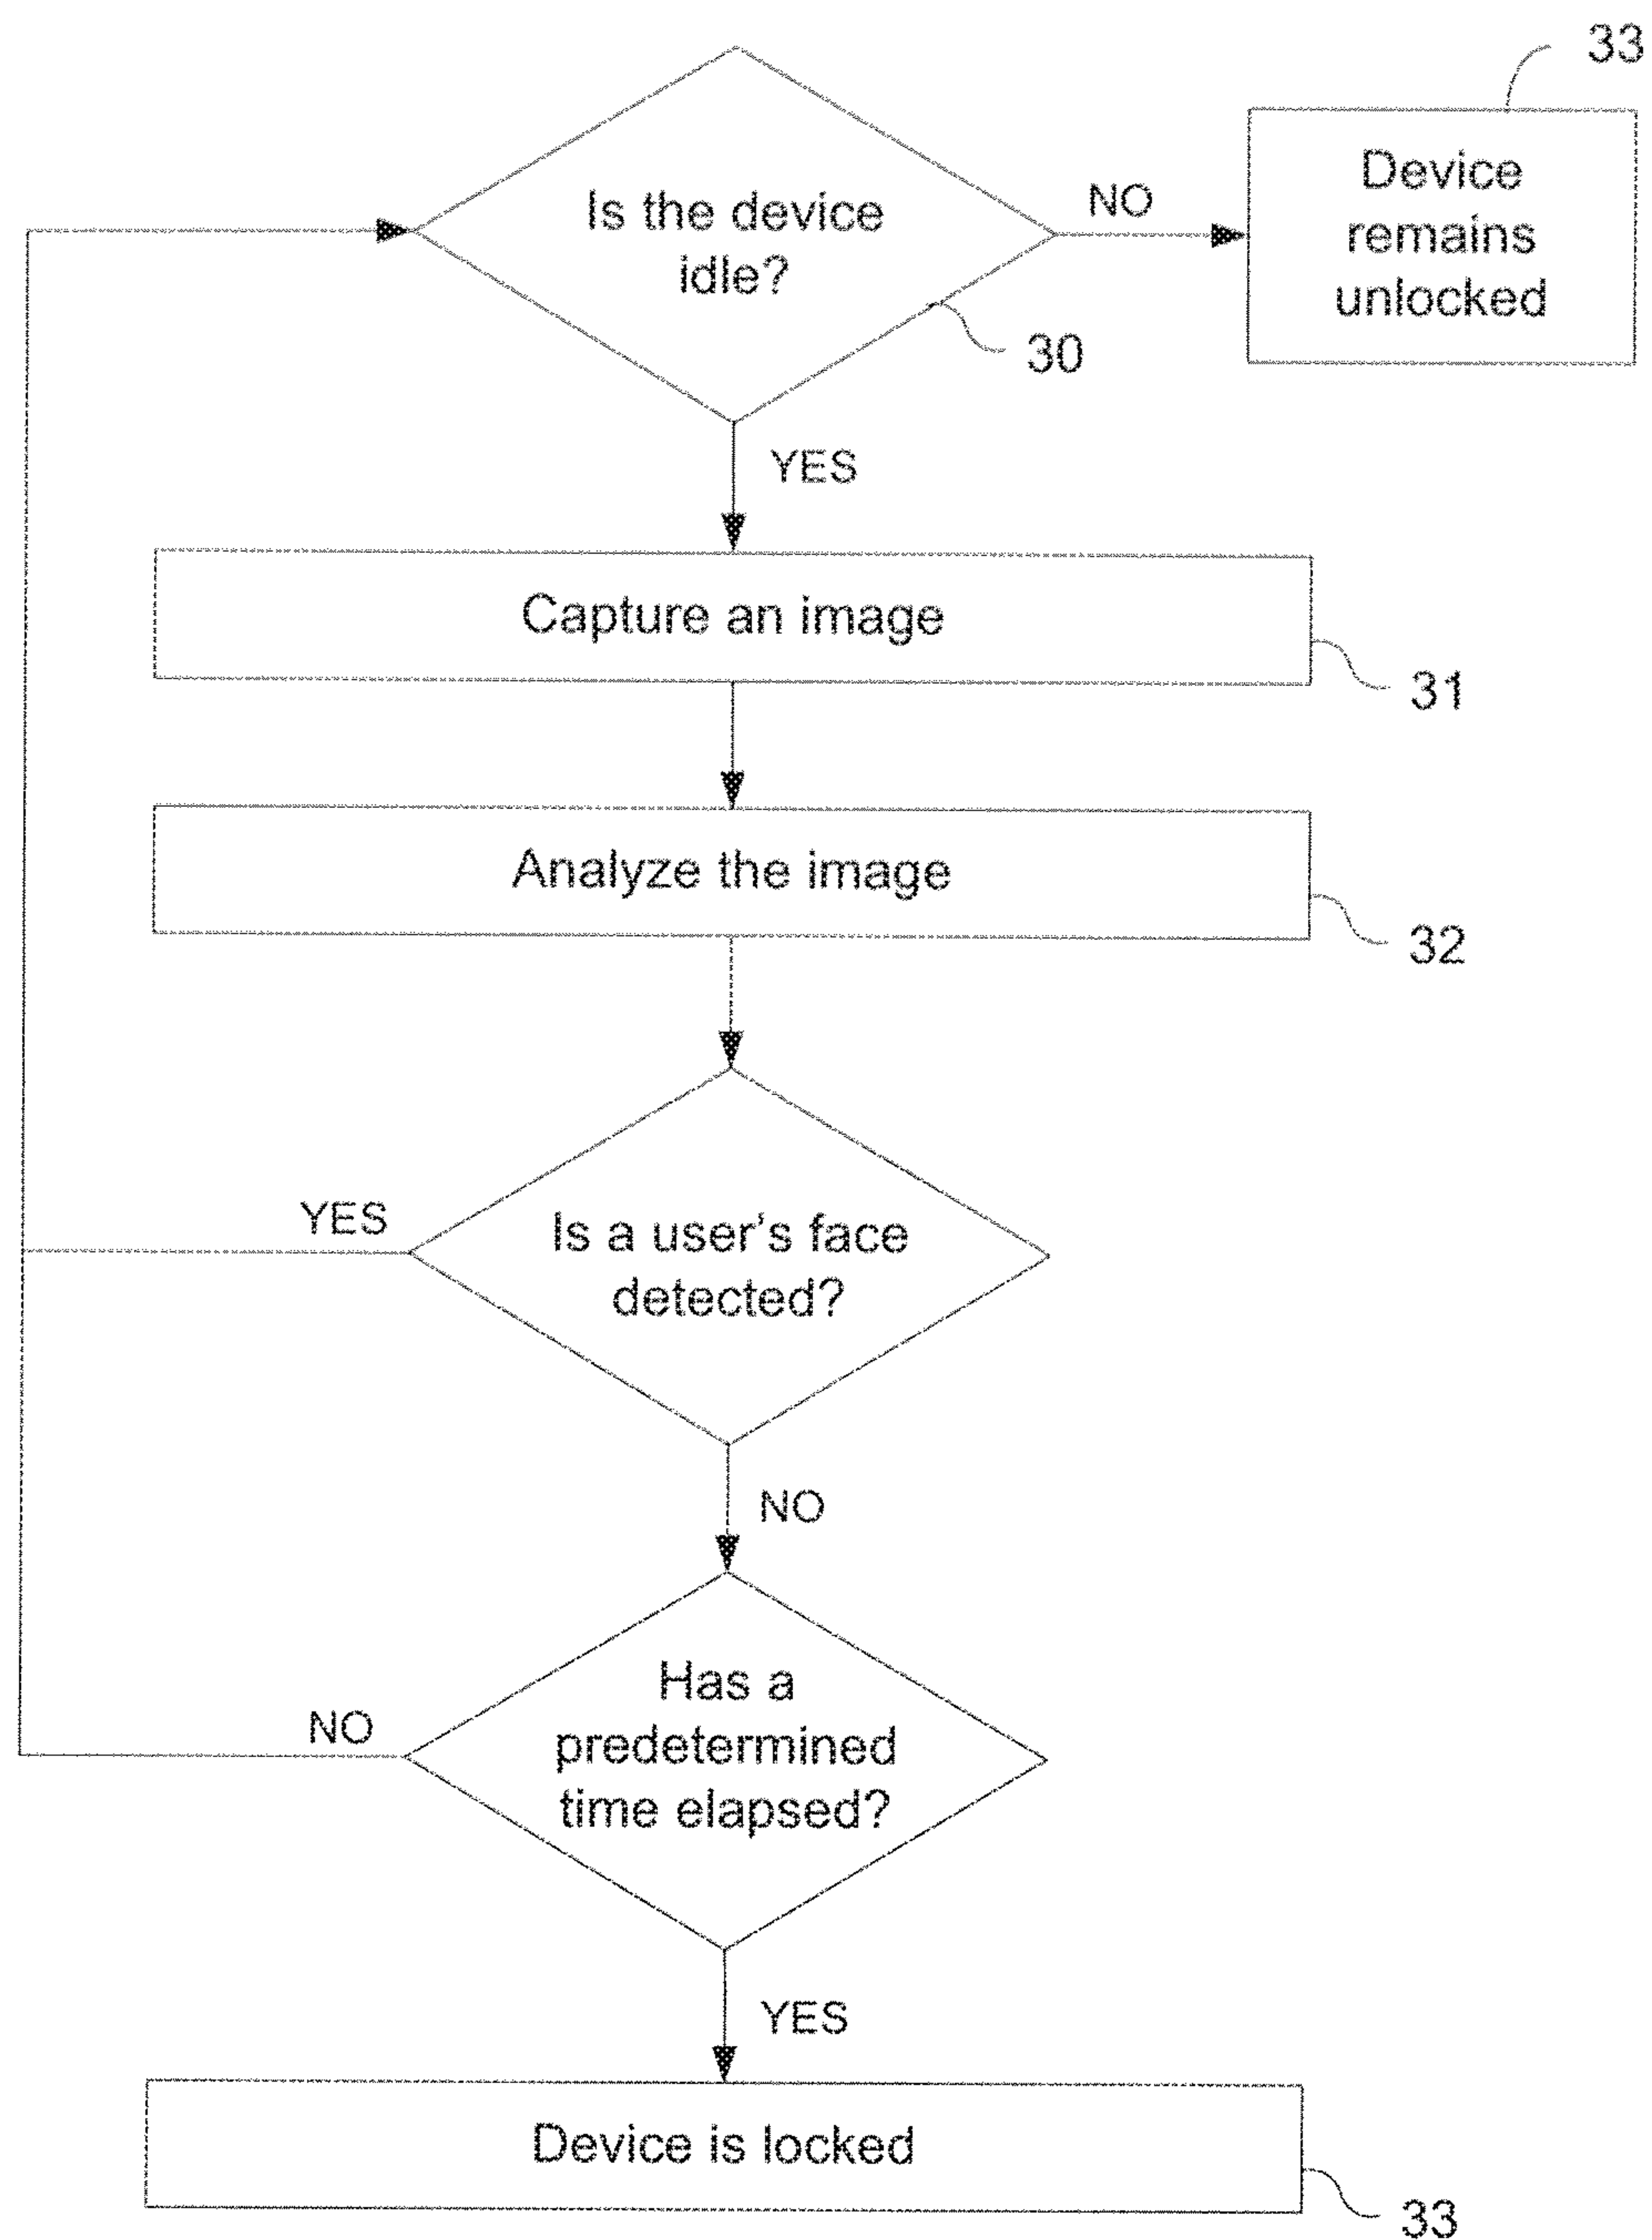 33
Is the device
idle?
NO
Device
remains
unlocked
30
YES
Capture an image
31
Analyze the image
32
YES
Is a user's face
detected?
NO
Has a
predetermined
time elapsed?
NO
YES
Device is locked
33